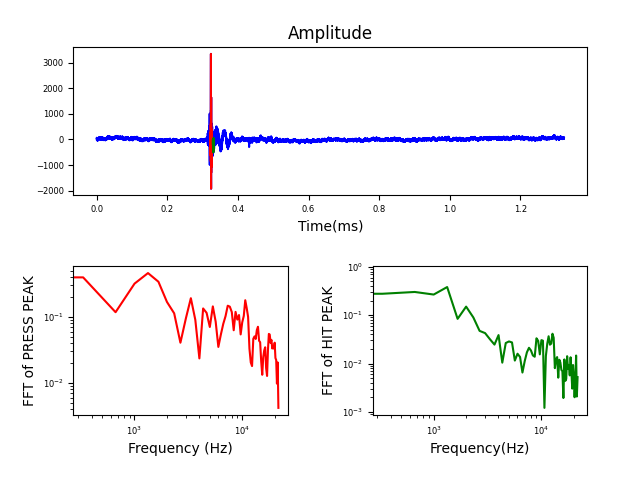 Amplitude
3000
2000
1000
0
−1000
−2000
0.0 0.2 0.4 0.6 0.8 1.0 1.2
Time(ms)
FFT of PRESS PEAK
10⁻¹
10⁻²
10³ 10⁴
Frequency (Hz)
FFT of HIT PEAK
10⁰
10⁻¹
10⁻²
10⁻³
10³ 10⁴
Frequency(Hz)